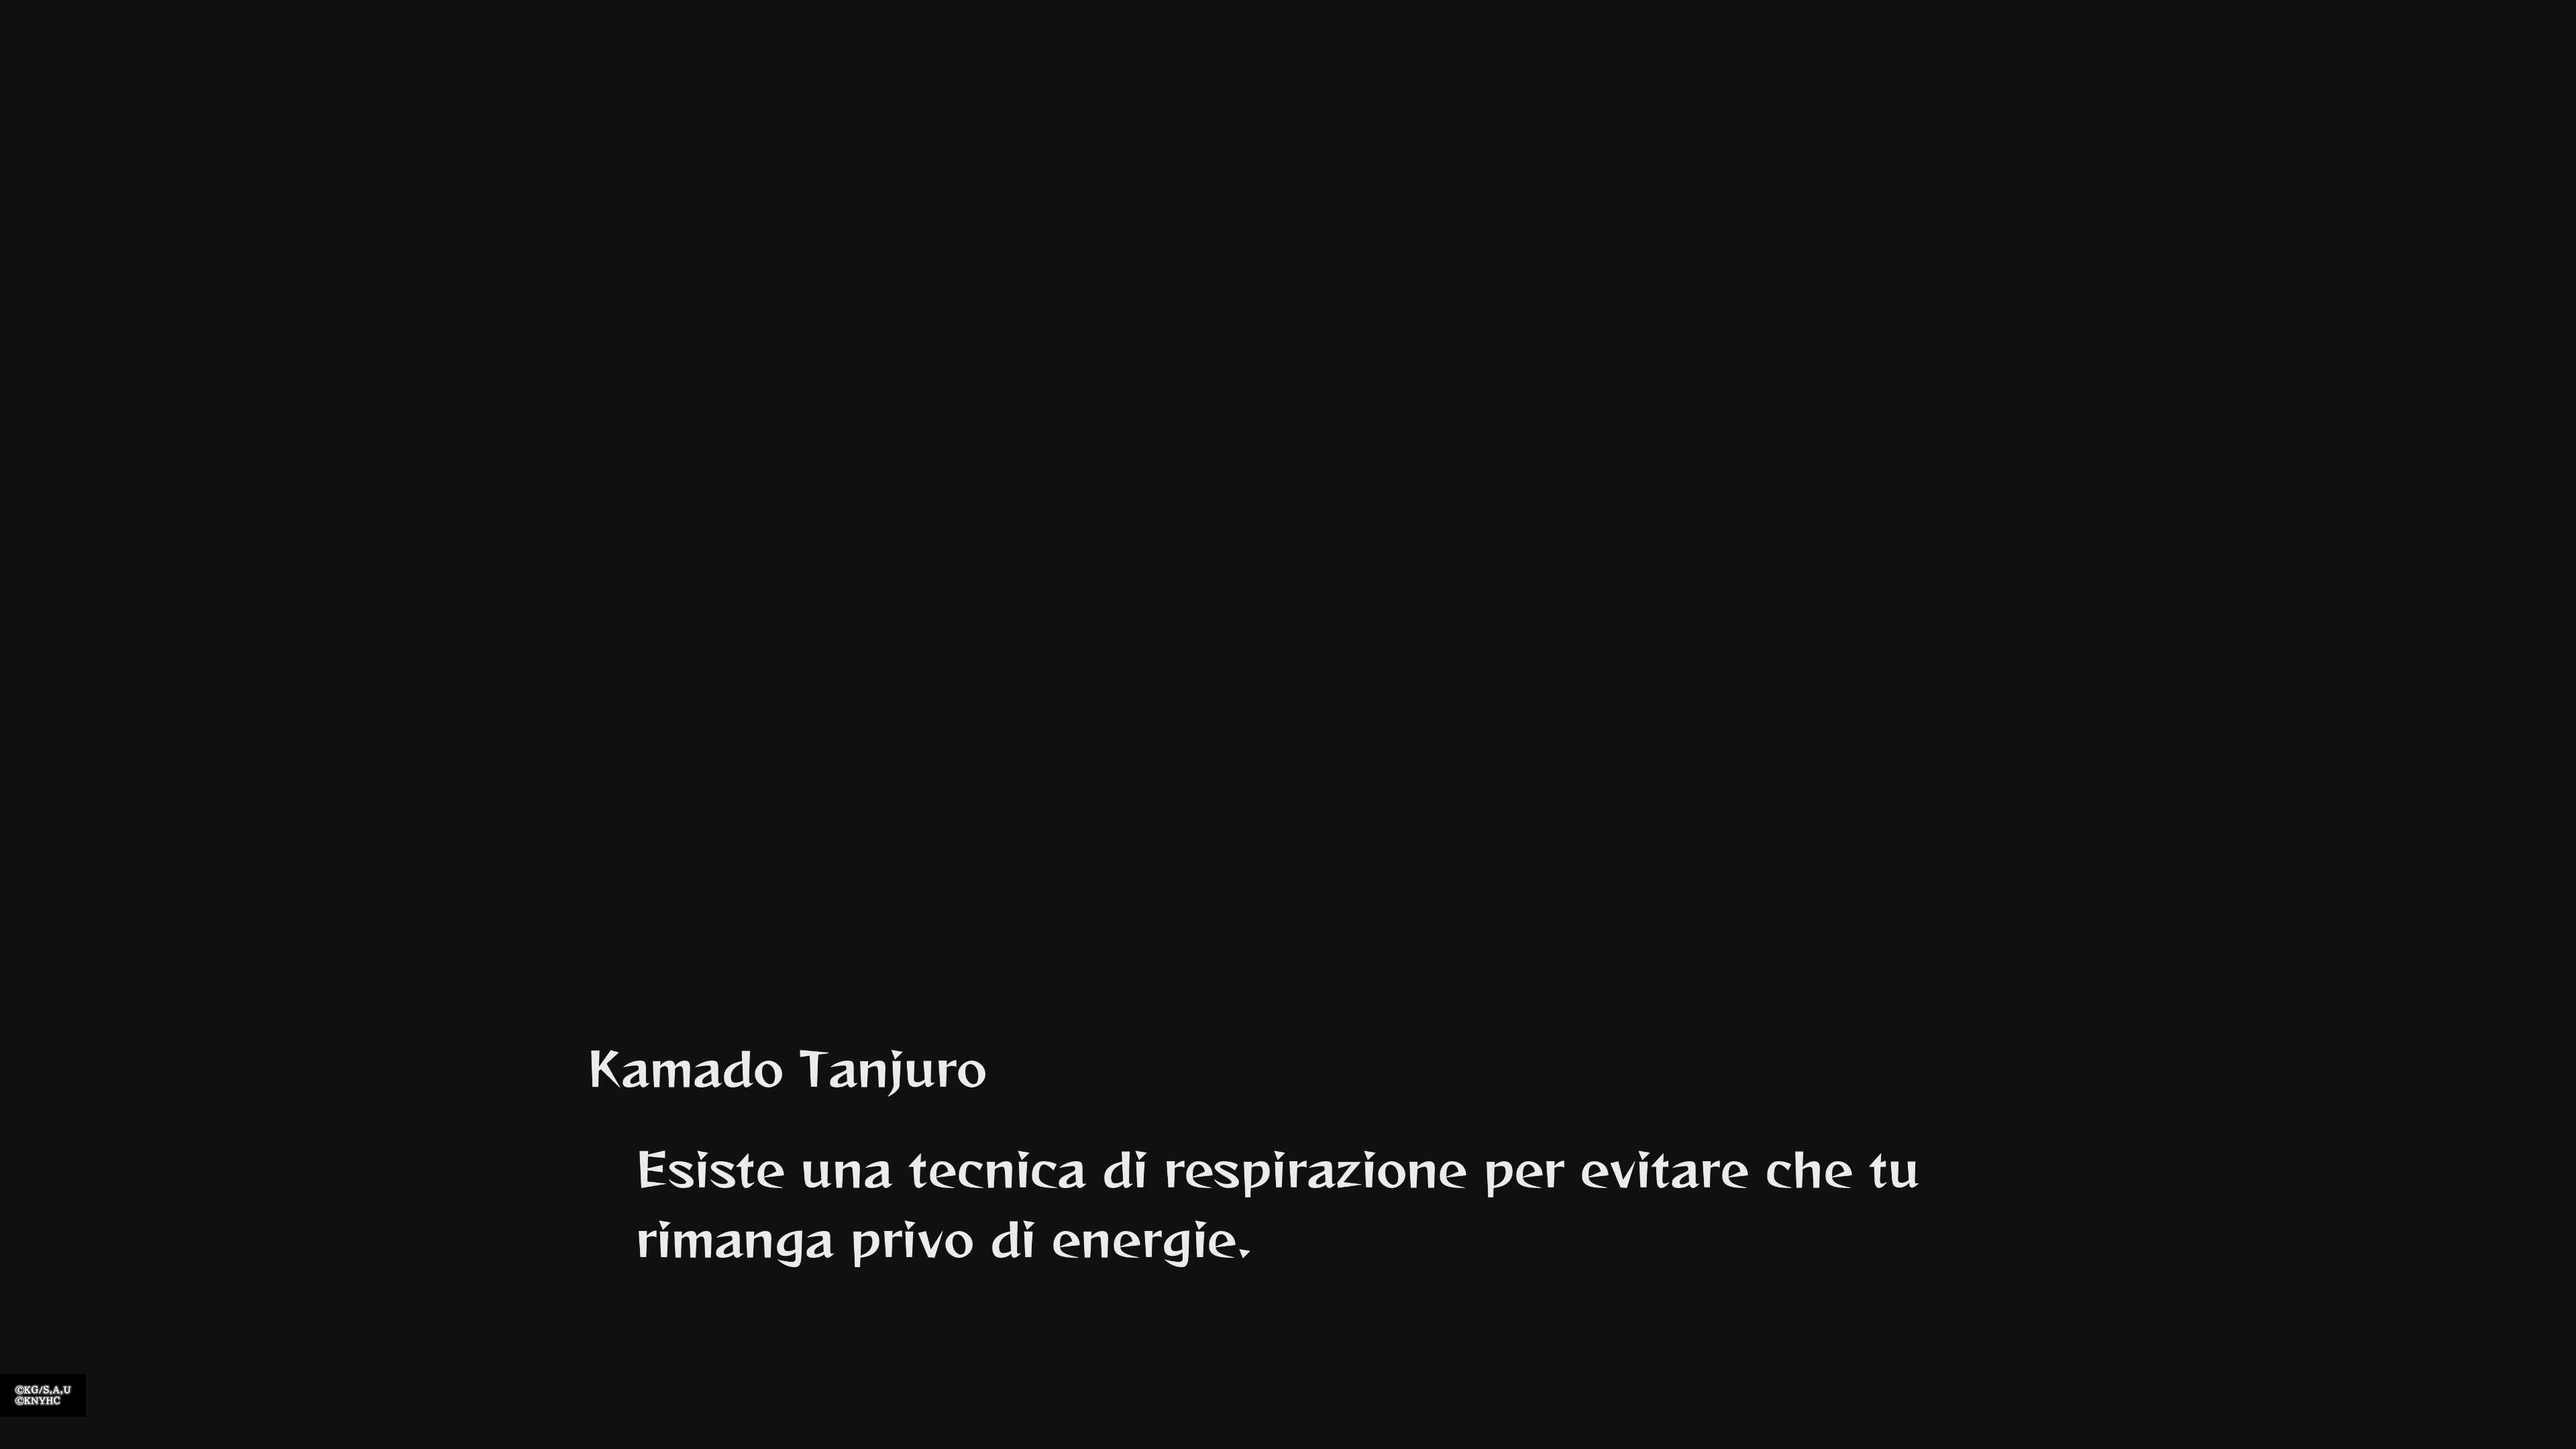 Kamado Tanjuro
Esiste una tecnica di respirazione per evitare che tu
rimanga privo di energie.
©KG/S,A,U
©KNYHC